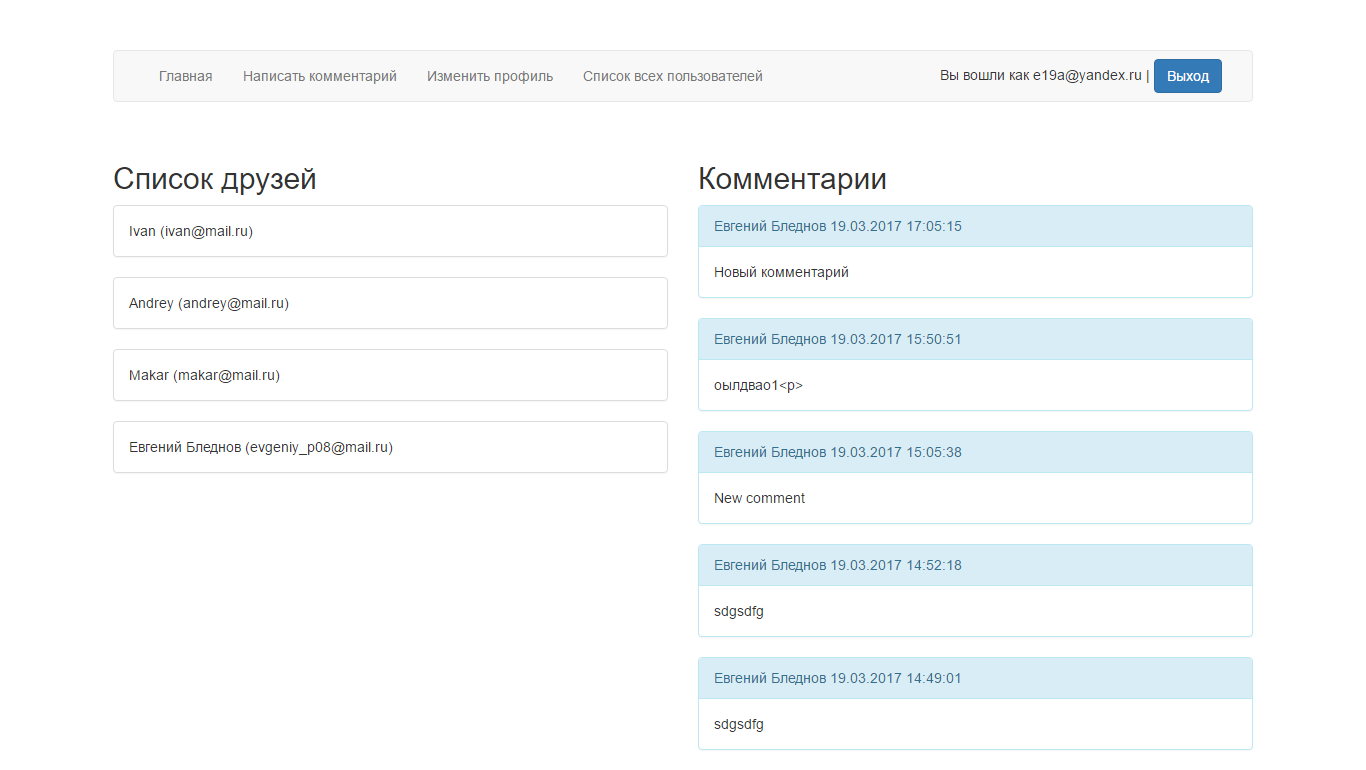 Главная Написать комментарий Изменить профиль Список всех пользователей Вы вошли как e19a@yandex.ru | Выход
Список друзей
Ivan (ivan@mail.ru)
Andrey (andrey@mail.ru)
Makar (makar@mail.ru)
Евгений Бледнов (evgeniy_p08@mail.ru)
Комментарии
Евгений Бледнов 19.03.2017 17:05:15
Новый комментарий
Евгений Бледнов 19.03.2017 15:50:51
оылдвао1<p>
Евгений Бледнов 19.03.2017 15:05:38
New comment
Евгений Бледнов 19.03.2017 14:52:18
sdgsdfg
Евгений Бледнов 19.03.2017 14:49:01
sdgsdfg